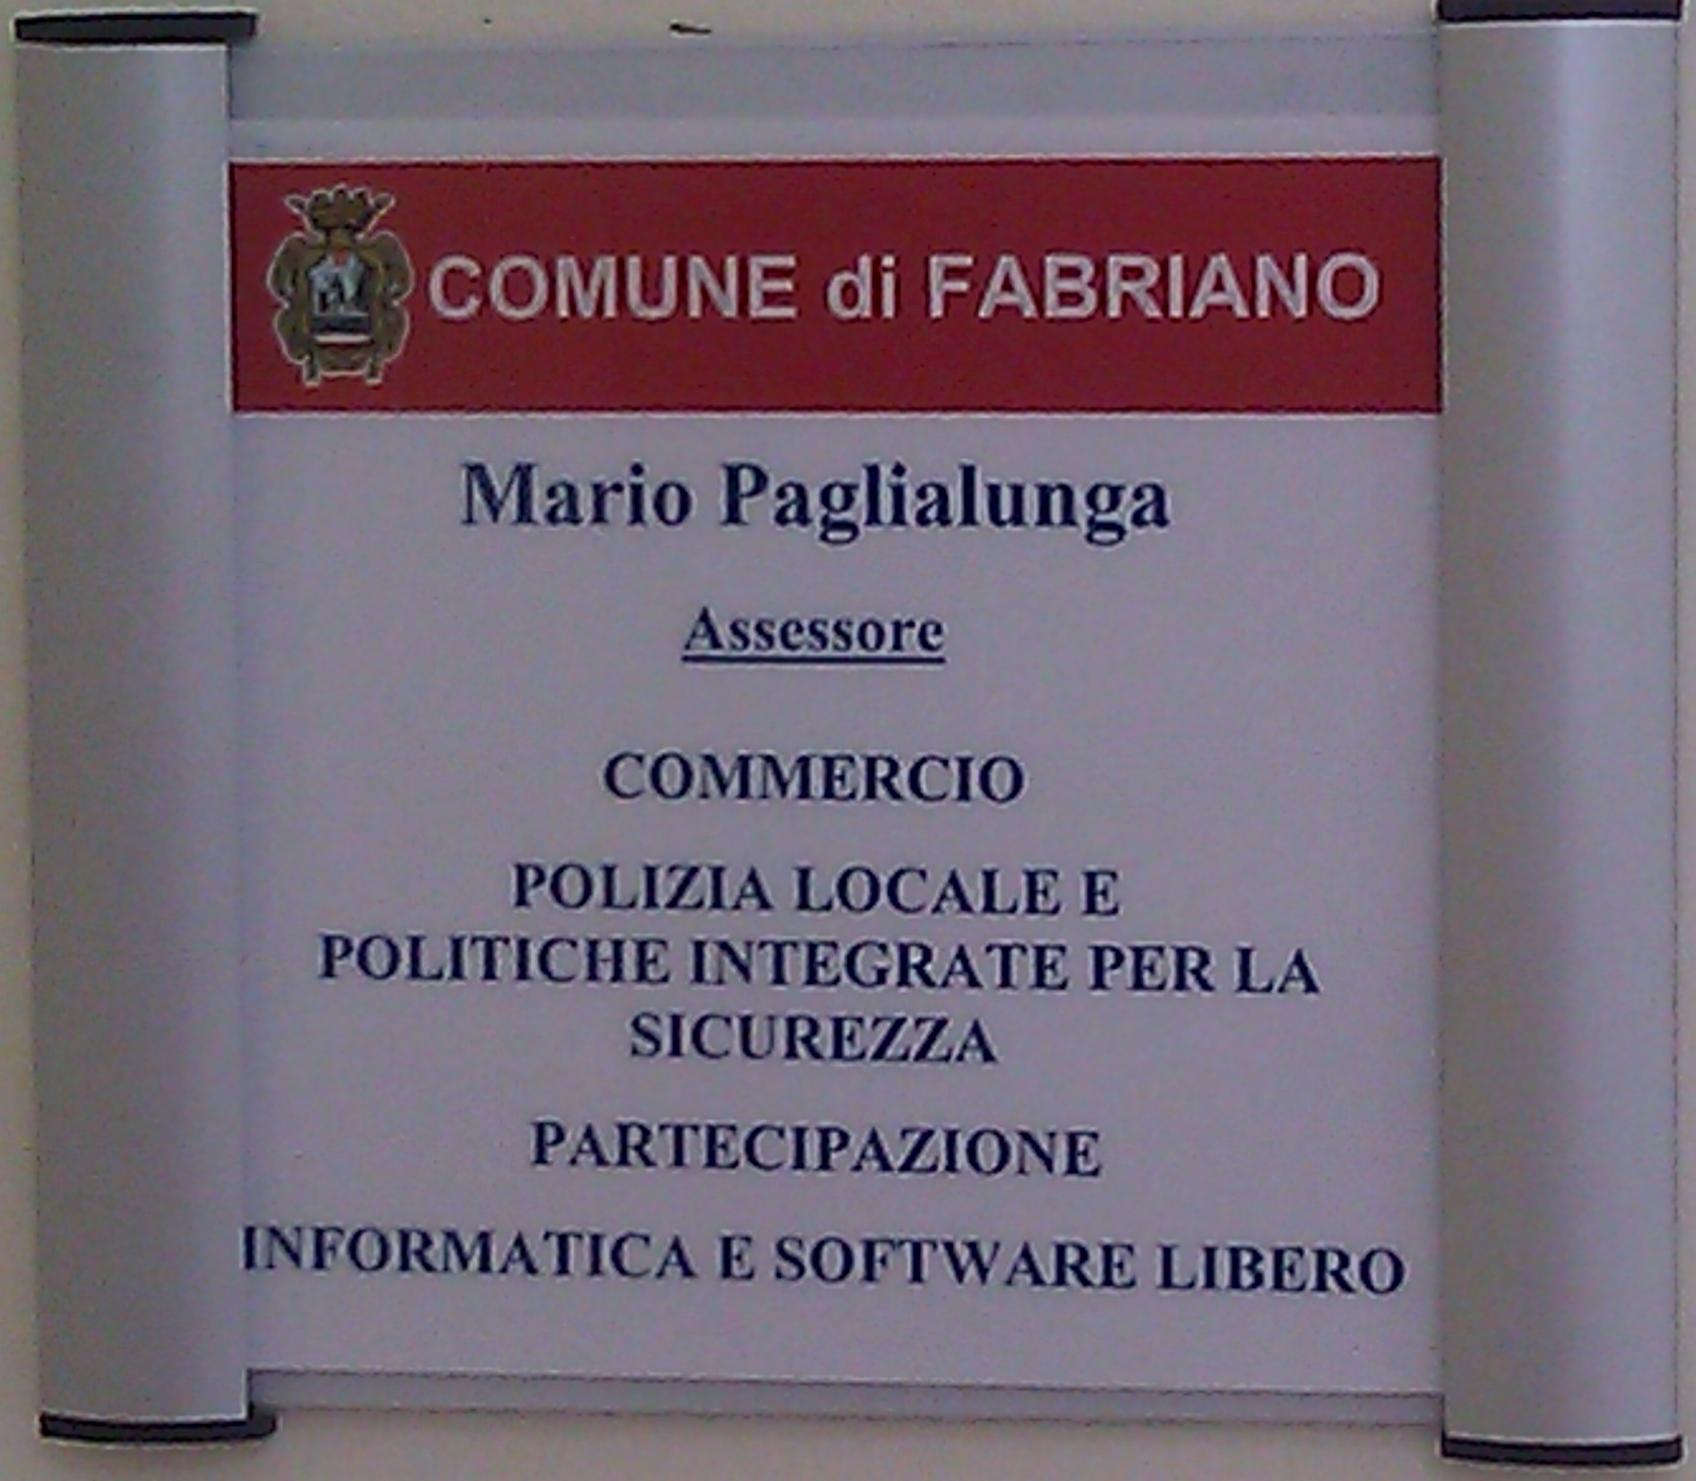 COMUNE di FABRIANO
Mario Paglialunga
Assessore
COMMERCIO
POLIZIA LOCALE E
POLITICHE INTEGRATE PER LA
SICUREZZA
PARTECIPAZIONE
INFORMATICA E SOFTWARE LIBERO